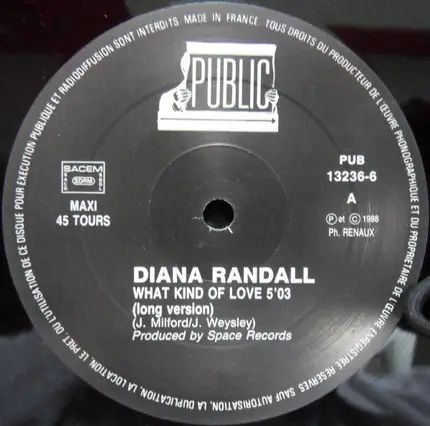 MADE IN FRANCE. TOUS DROITS DU PRODUCTEUR DE L'ŒUVRE PHONOGRAPHIQUE ET DU PROPRIETAIRE DE L'ŒUVRE ENREGISTREE RESERVES SAUF AUTORISATION, LA DUPLICATION, LA LOCATION, LE PRET OU L'UTILISATION DE CE DISQUE POUR EXECUTION PUBLIQUE ET RADIODIFFUSION SONT INTERDITS.
PUBLIC
PUB
13236-6
A
SACEM
SDRM
MAXI
45 TOURS
Ⓟ et Ⓒ 1988
Ph. RENAUX
DIANA RANDALL
WHAT KIND OF LOVE 5'03
(long version)
(J. Milford/J. Weysley)
Produced by Space Records